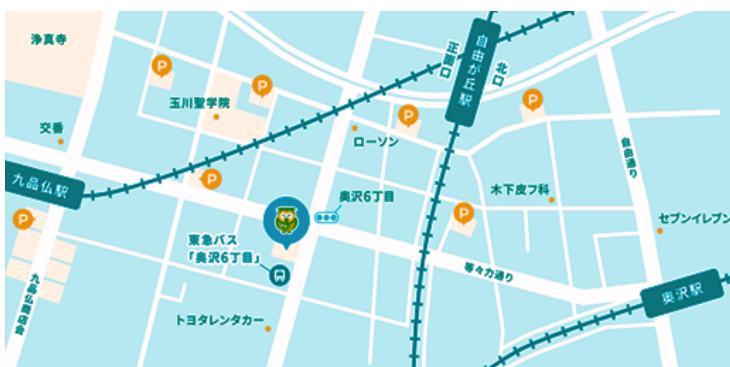 浄真寺
P
P
玉川聖学院
交番
九品仏駅
P
P
九品仏商店会
東急バス
「奥沢6丁目」
トヨタレンタカー
奥沢6丁目
ローソン
P
正面口
自由が丘駅
北口
P
自由通り
木下皮フ科
P
セブンイレブン
等々力通り
奥沢駅